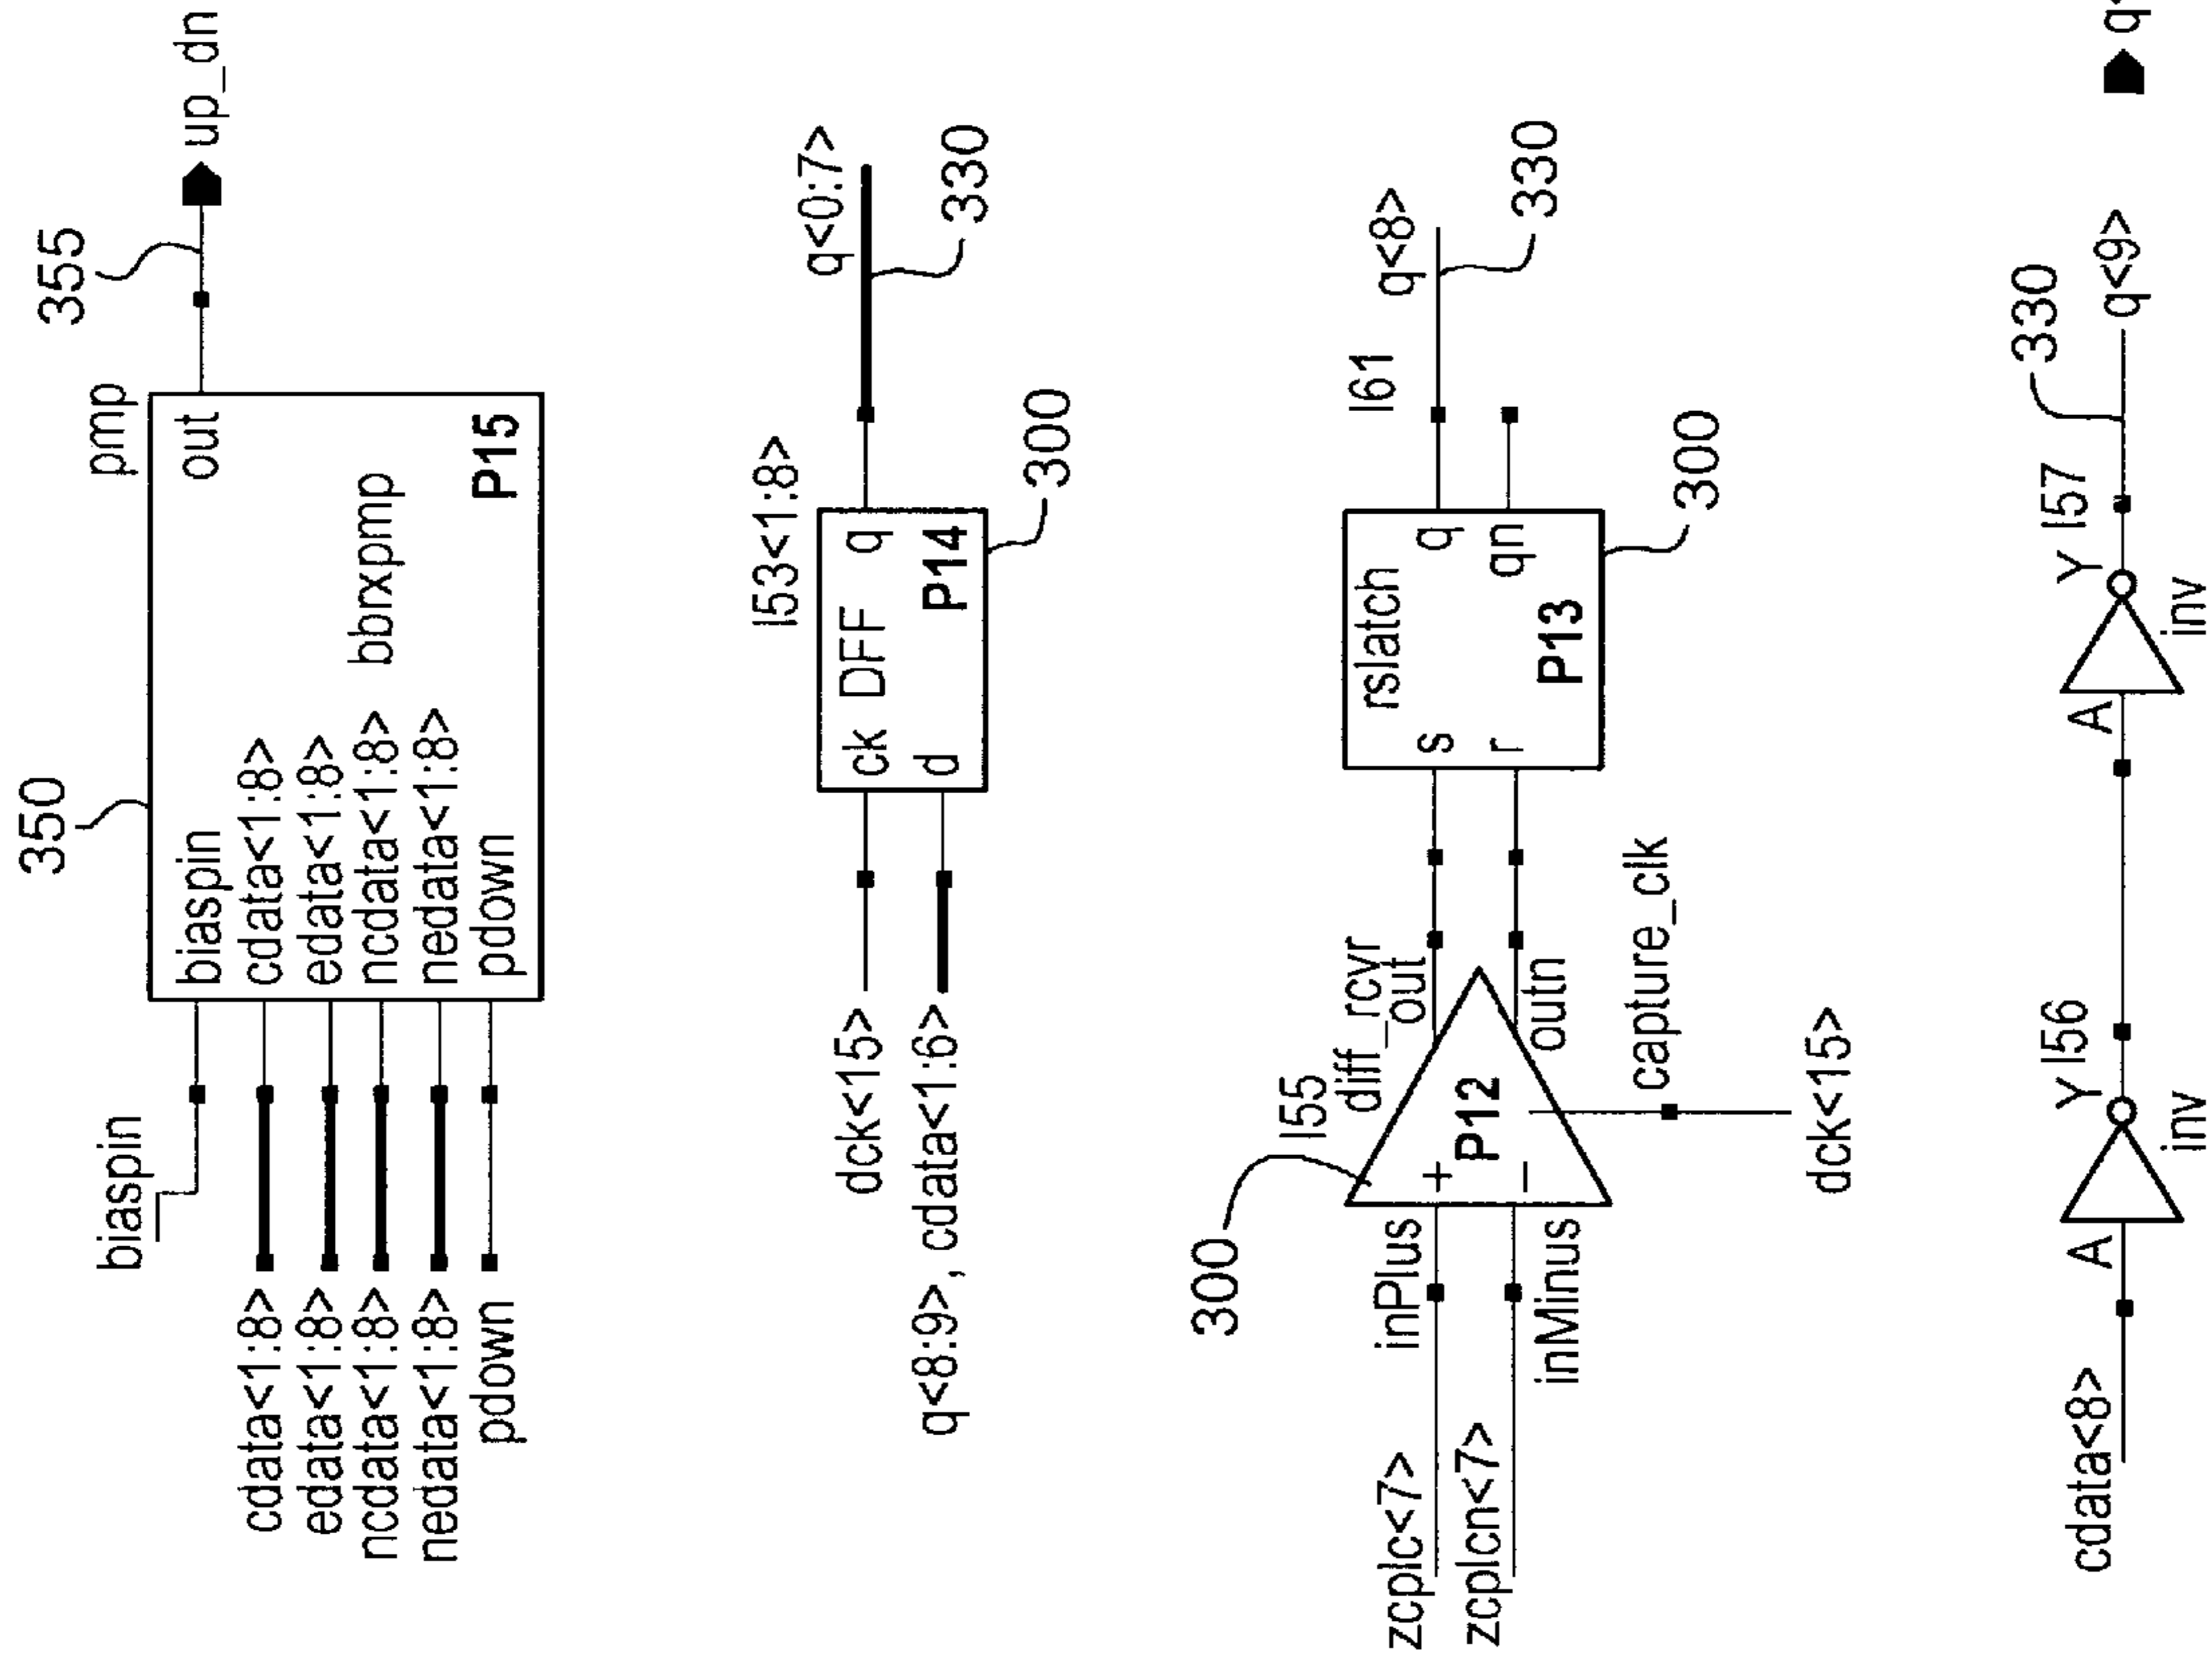 350
355
pmp
biaspin
biaspin
out
up_dn
cdata<1:8>
cdata<1:8>
edata<1:8>
edata<1:8>
ncdata<1:8>
ncdata<1:8>
bbrxpmp
nedata<1:8>
nedata<1:8>
pdown
pdown
P15
I53<1:8>
q<0:7>
dck<15>
ck DFF q
330
q<8:9>, cdata<1:6>
d
P14
300
300
I55
diff_rcvr
rslatch
I61
q<8>
zcplc<7>
inPlus
+
out
s
q
330
P12
zcplcn<7>
inMinus
−
outn
r
qn
P13
300
capture_clk
dck<15>
330
cdata<8>
A
Y I56
A
Y I57
q<9>
inv
inv